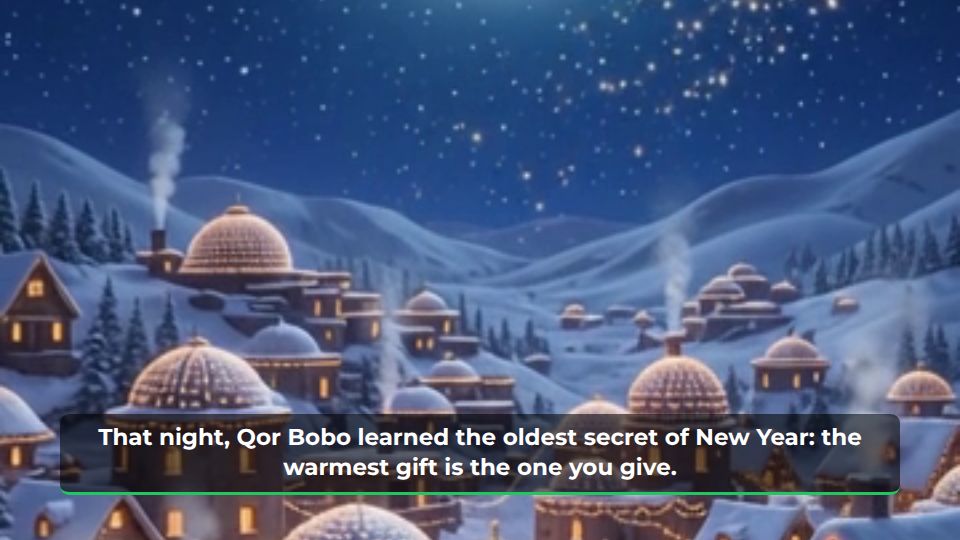 That night, Qor Bobo learned the oldest secret of New Year: the
warmest gift is the one you give.